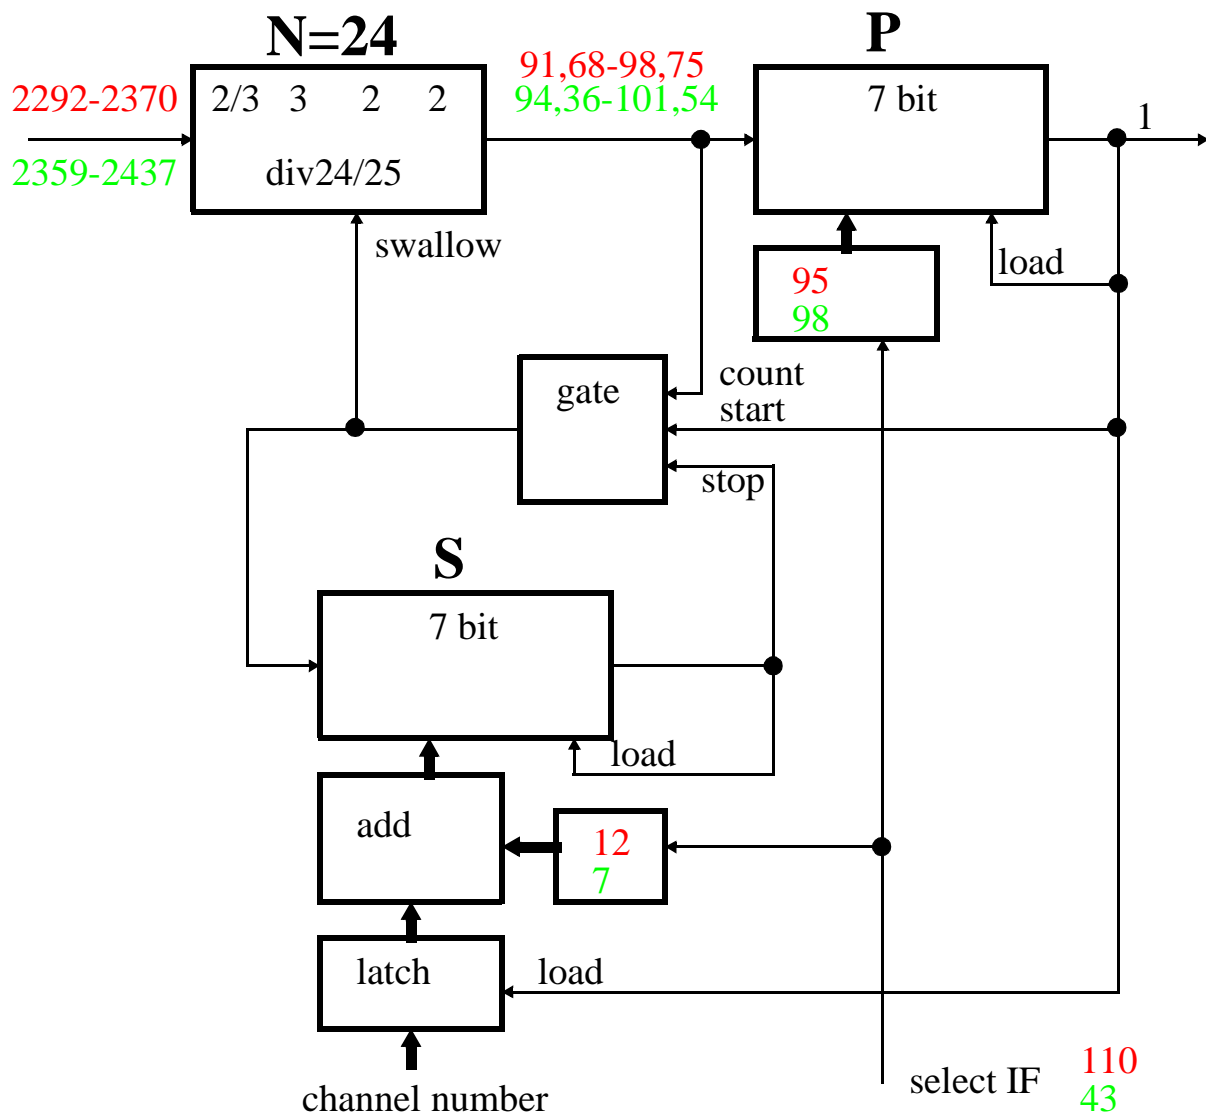 N=24
P
2292-2370
2/3 3 2 2
91,68-98,75
7 bit
94,36-101,54
1
2359-2437
div24/25
swallow
load
95
98
gate
count
start
stop
S
7 bit
load
add
12
7
latch
load
channel number
select IF
110
43